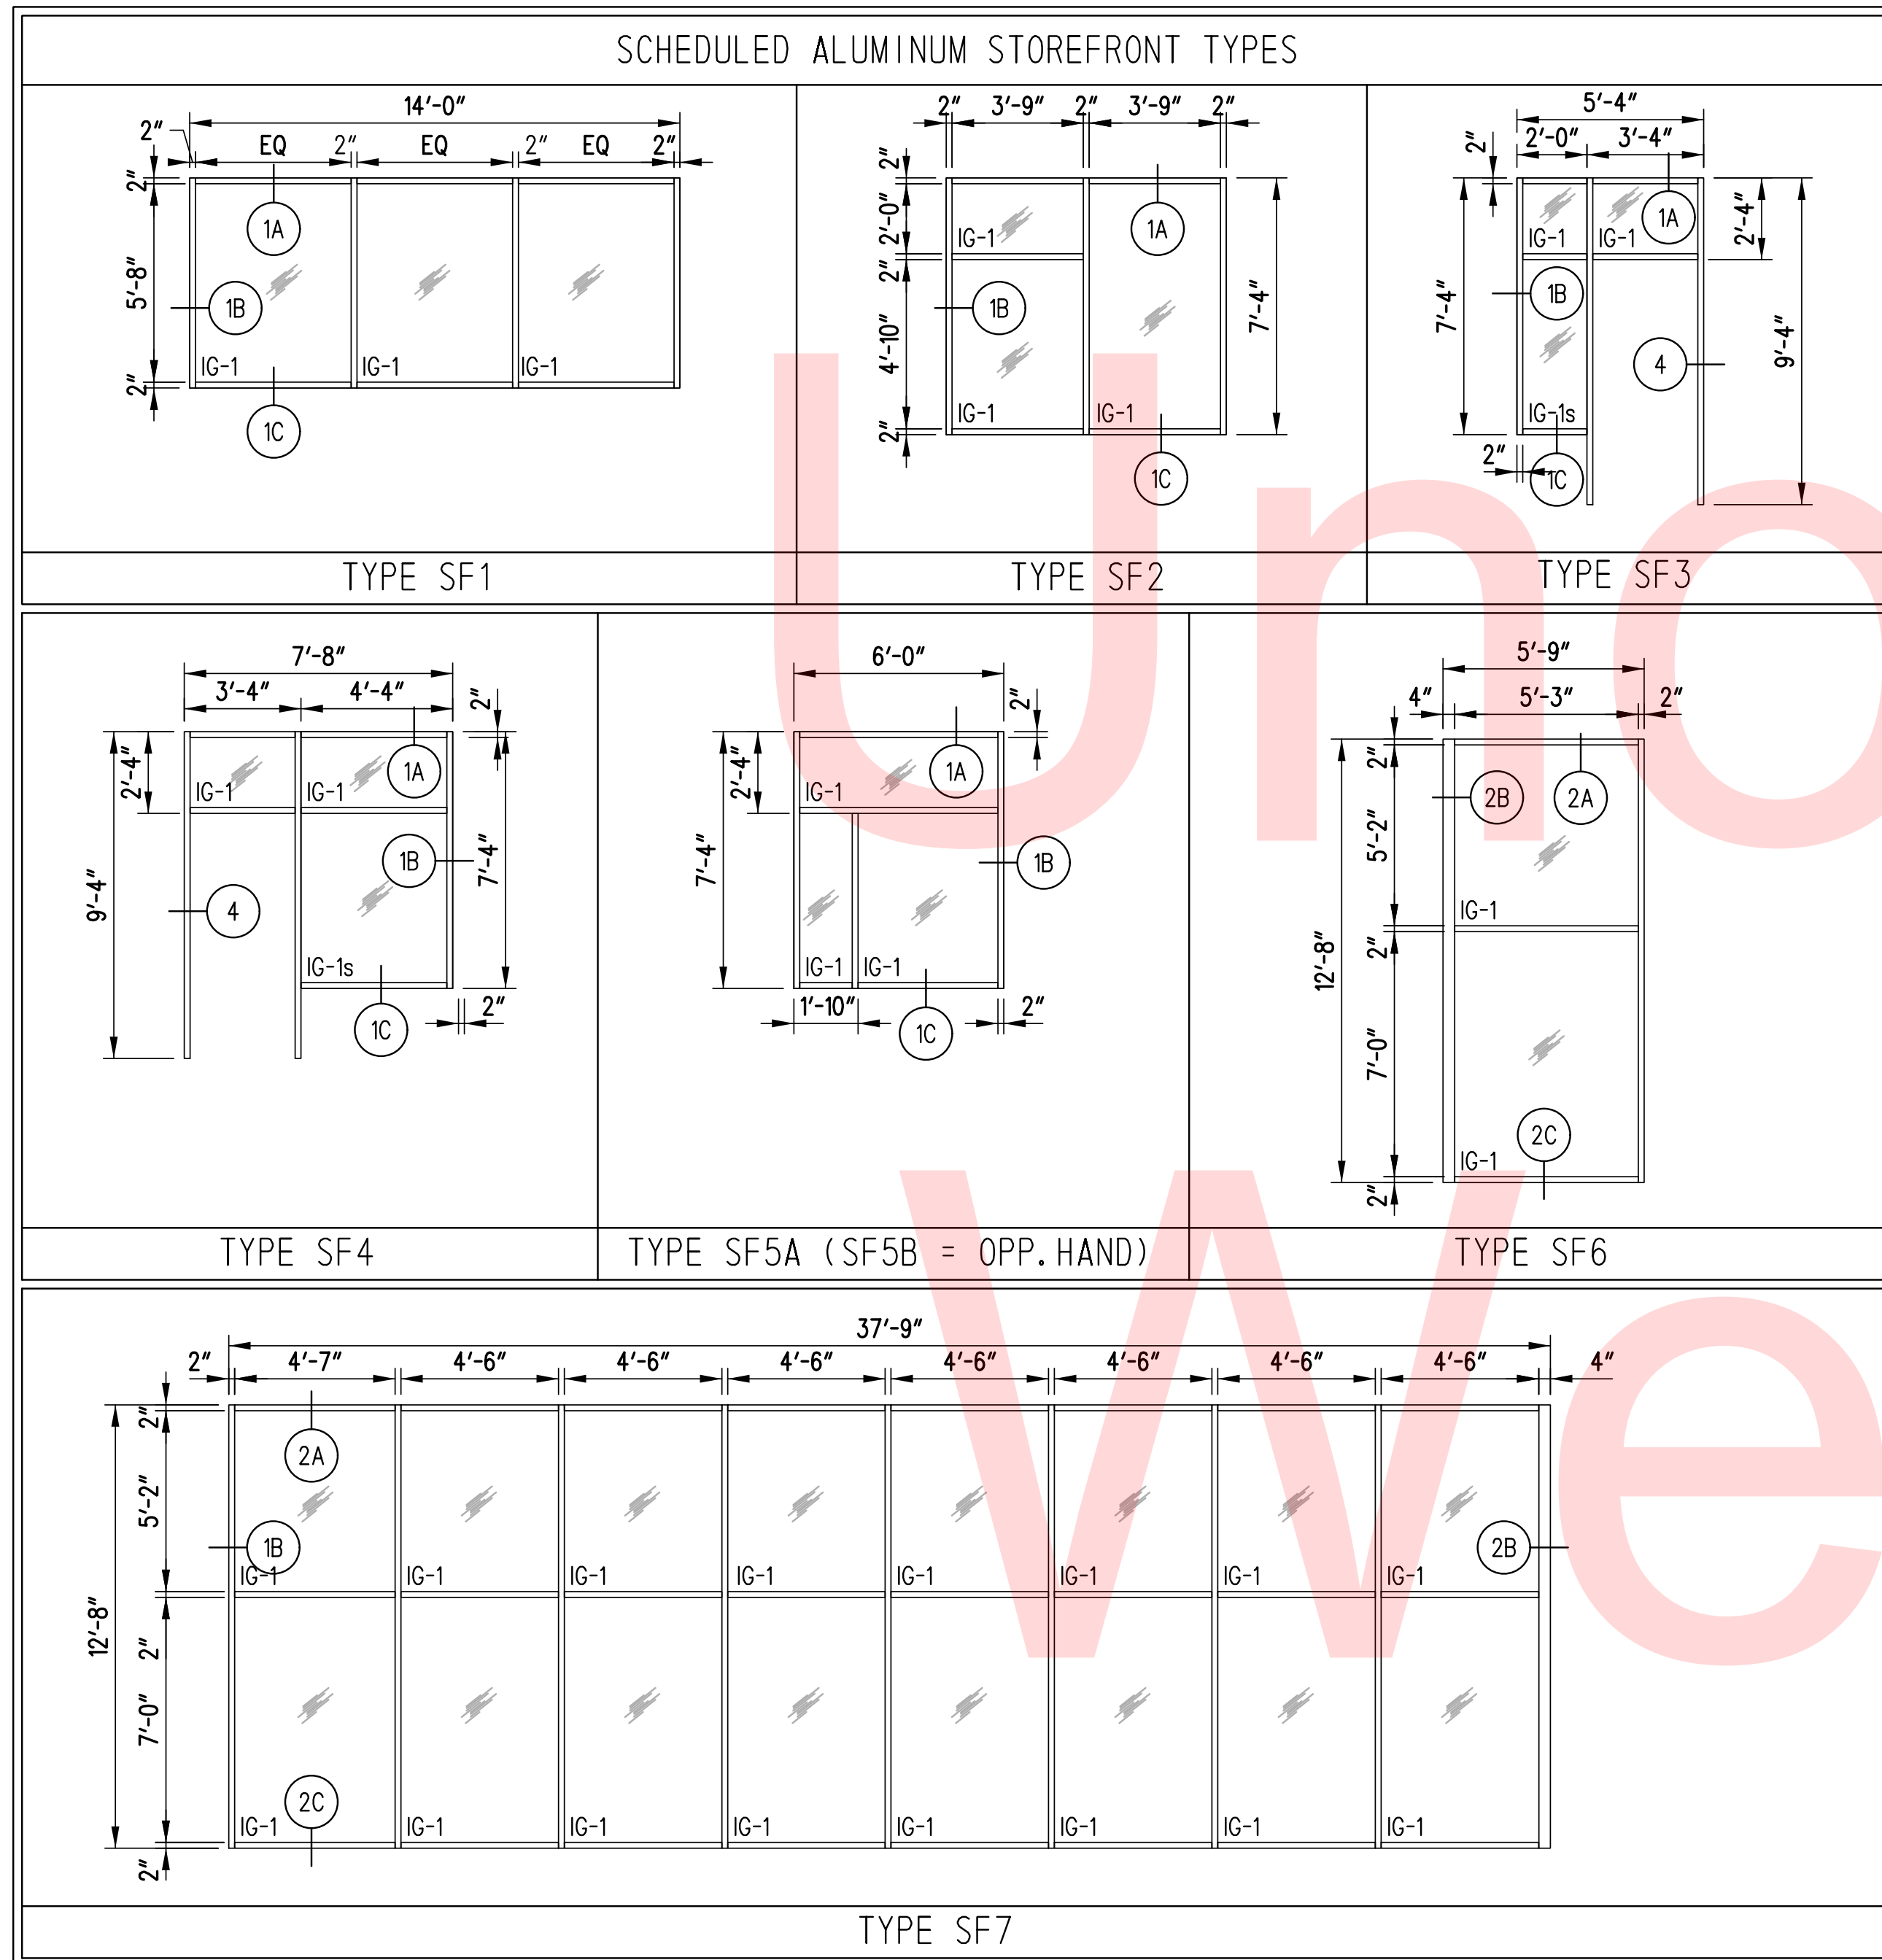 SCHEDULED ALUMINUM STOREFRONT TYPES
14'-0"
2" EQ 2" EQ 2" EQ 2"
2"
5'-8"
2"
1A
1B
IG-1 IG-1 IG-1
1C
TYPE SF1
2" 3'-9" 2" 3'-9" 2"
2"
2'-0"
2"
4'-10"
2"
7'-4"
IG-1
1A
1B
IG-1 IG-1
1C
TYPE SF2
5'-4"
2'-0" 3'-4"
2"
7'-4"
2'-4"
9'-4"
IG-1 IG-1
1A
1B
4
IG-1s
2"
1C
TYPE SF3
7'-8"
3'-4" 4'-4"
2"
2'-4"
9'-4"
7'-4"
IG-1 IG-1
1A
1B
4
IG-1s
2"
1C
TYPE SF4
6'-0"
2"
2'-4"
7'-4"
IG-1
1A
1B
IG-1 IG-1
1'-10" 2"
1C
TYPE SF5A (SF5B = OPP. HAND)
5'-9"
4" 5'-3" 2"
2"
5'-2"
2"
7'-0"
2"
12'-8"
2B 2A
IG-1
2C
IG-1
TYPE SF6
37'-9"
2" 4'-7" 4'-6" 4'-6" 4'-6" 4'-6" 4'-6" 4'-6" 4'-6" 4"
2"
5'-2"
2"
7'-0"
2"
12'-8"
2A
1B
2B
IG-1 IG-1 IG-1 IG-1 IG-1 IG-1 IG-1 IG-1
2C
IG-1 IG-1 IG-1 IG-1 IG-1 IG-1 IG-1 IG-1
TYPE SF7
Uno
We